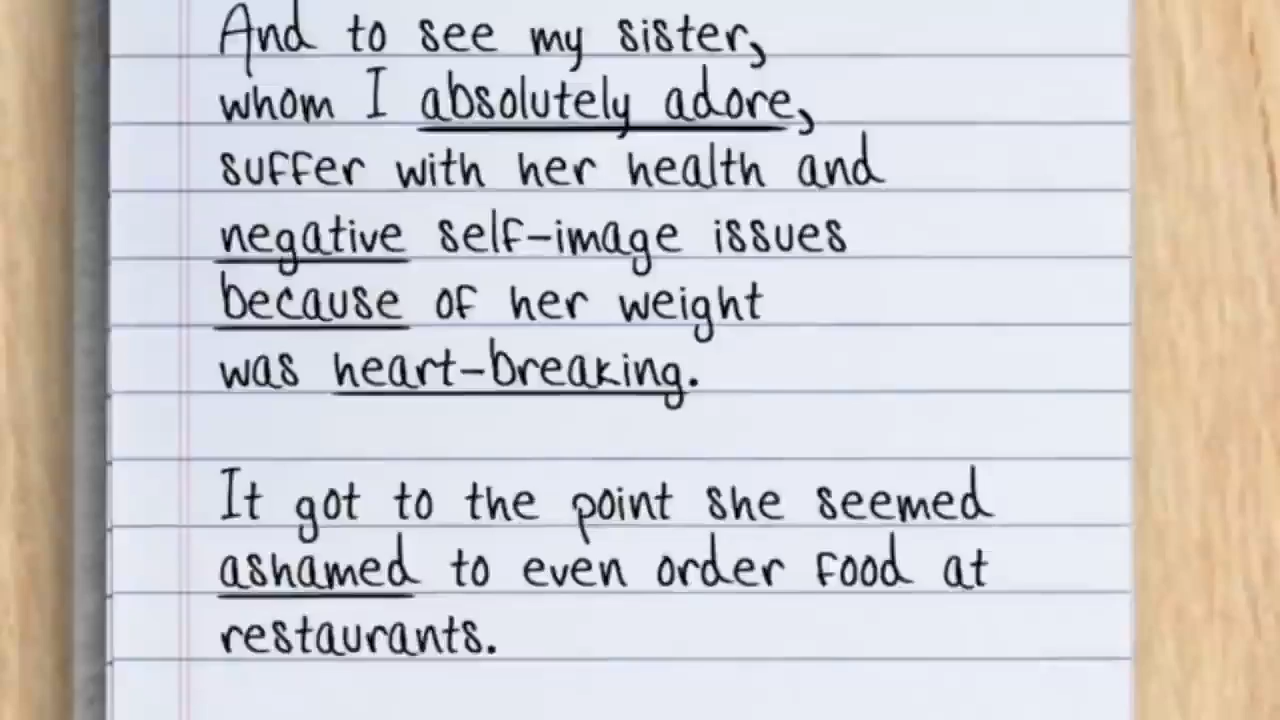 And to see my sister,
whom I absolutely adore,
suffer with her health and
negative self-image issues
because of her weight
was heart-breaking.
It got to the point she seemed
ashamed to even order food at
restaurants.